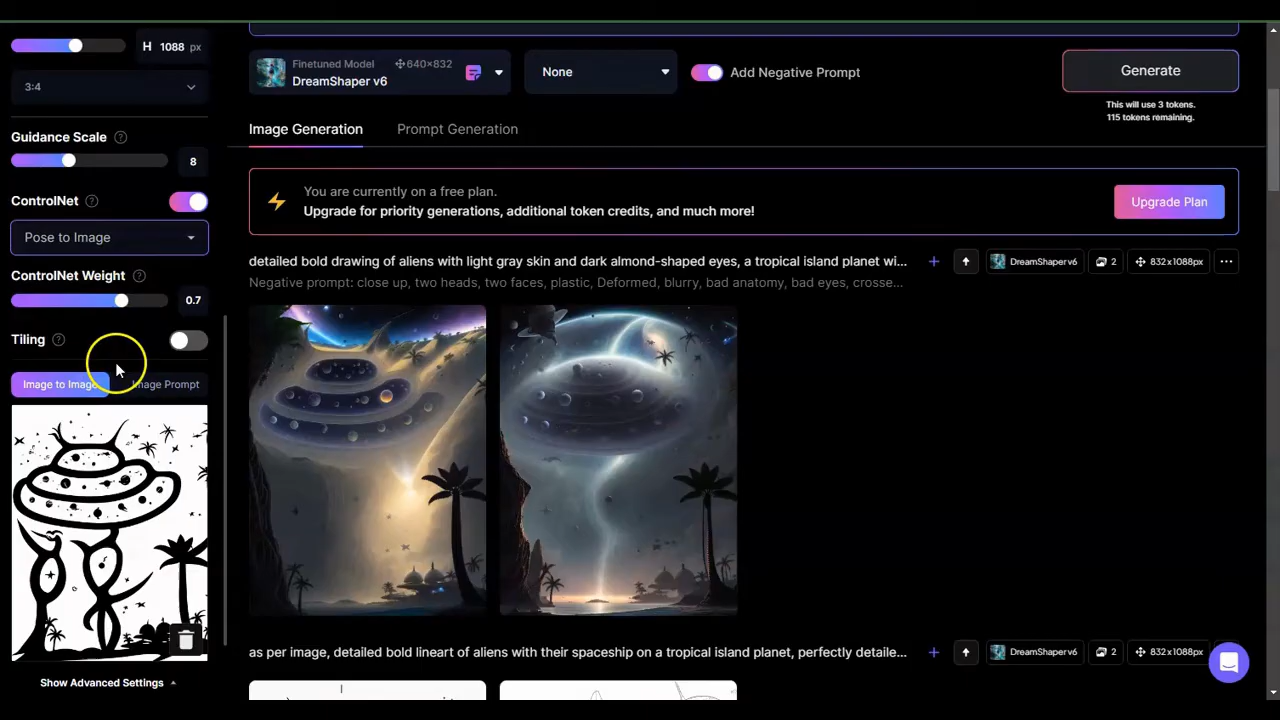 H 1088 px
3:4
Guidance Scale
8
ControlNet
Pose to Image
ControlNet Weight
0.7
Tiling
Image to Image
Image Prompt
Show Advanced Settings
Finetuned Model
640×832
DreamShaper v6
None
Add Negative Prompt
Generate
This will use 3 tokens.
115 tokens remaining.
Image Generation
Prompt Generation
You are currently on a free plan.
Upgrade for priority generations, additional token credits, and much more!
Upgrade Plan
detailed bold drawing of aliens with light gray skin and dark almond-shaped eyes, a tropical island planet wi...
DreamShaper v6
2
832x1088px
Negative prompt: close up, two heads, two faces, plastic, Deformed, blurry, bad anatomy, bad eyes, crosse...
as per image, detailed bold lineart of aliens with their spaceship on a tropical island planet, perfectly detaile...
DreamShaper v6
2
832x1088px